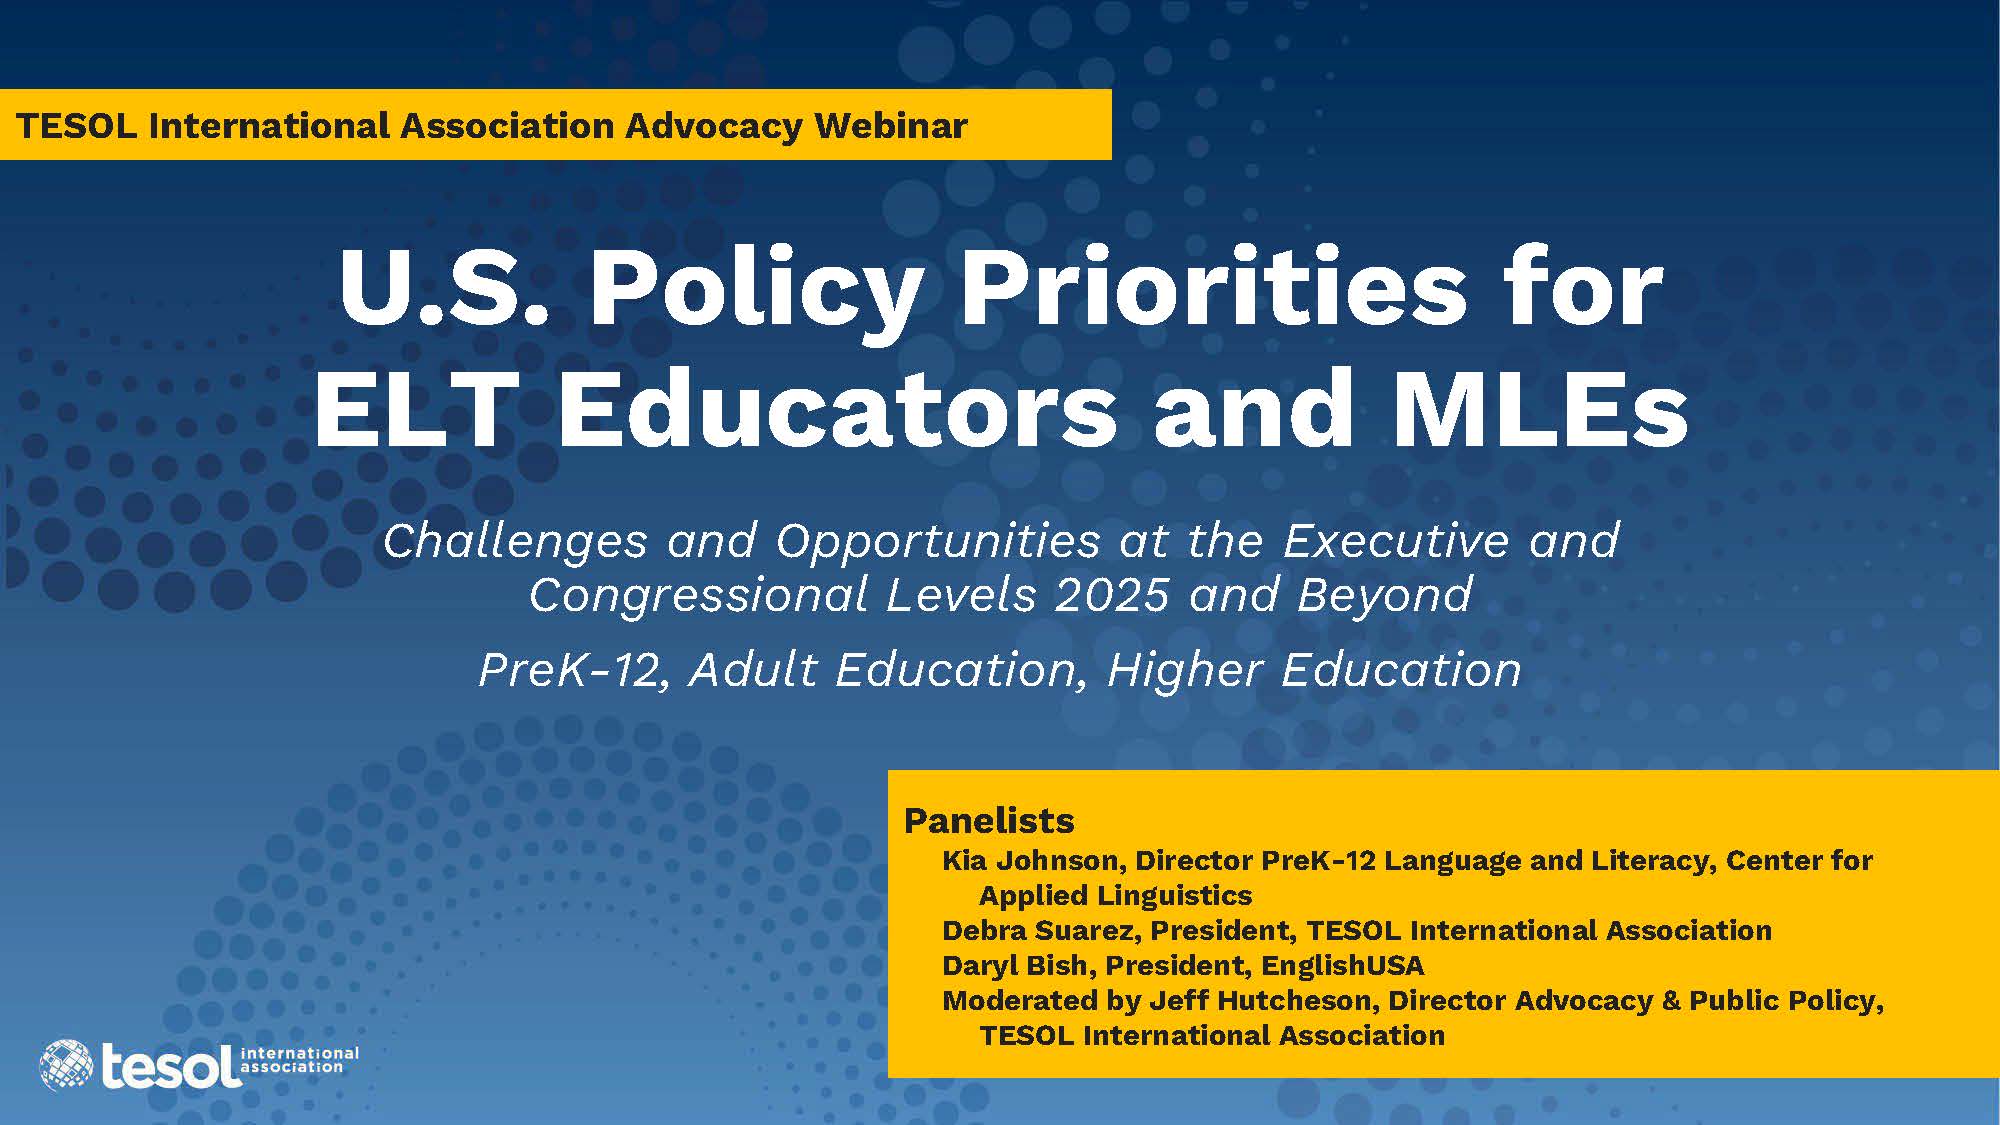 TESOL International Association Advocacy Webinar
U.S. Policy Priorities for
ELT Educators and MLEs
Challenges and Opportunities at the Executive and
Congressional Levels 2025 and Beyond
PreK-12, Adult Education, Higher Education
Panelists
Kia Johnson, Director PreK-12 Language and Literacy, Center for
Applied Linguistics
Debra Suarez, President, TESOL International Association
Daryl Bish, President, EnglishUSA
Moderated by Jeff Hutcheson, Director Advocacy & Public Policy,
TESOL International Association
tesol international
association